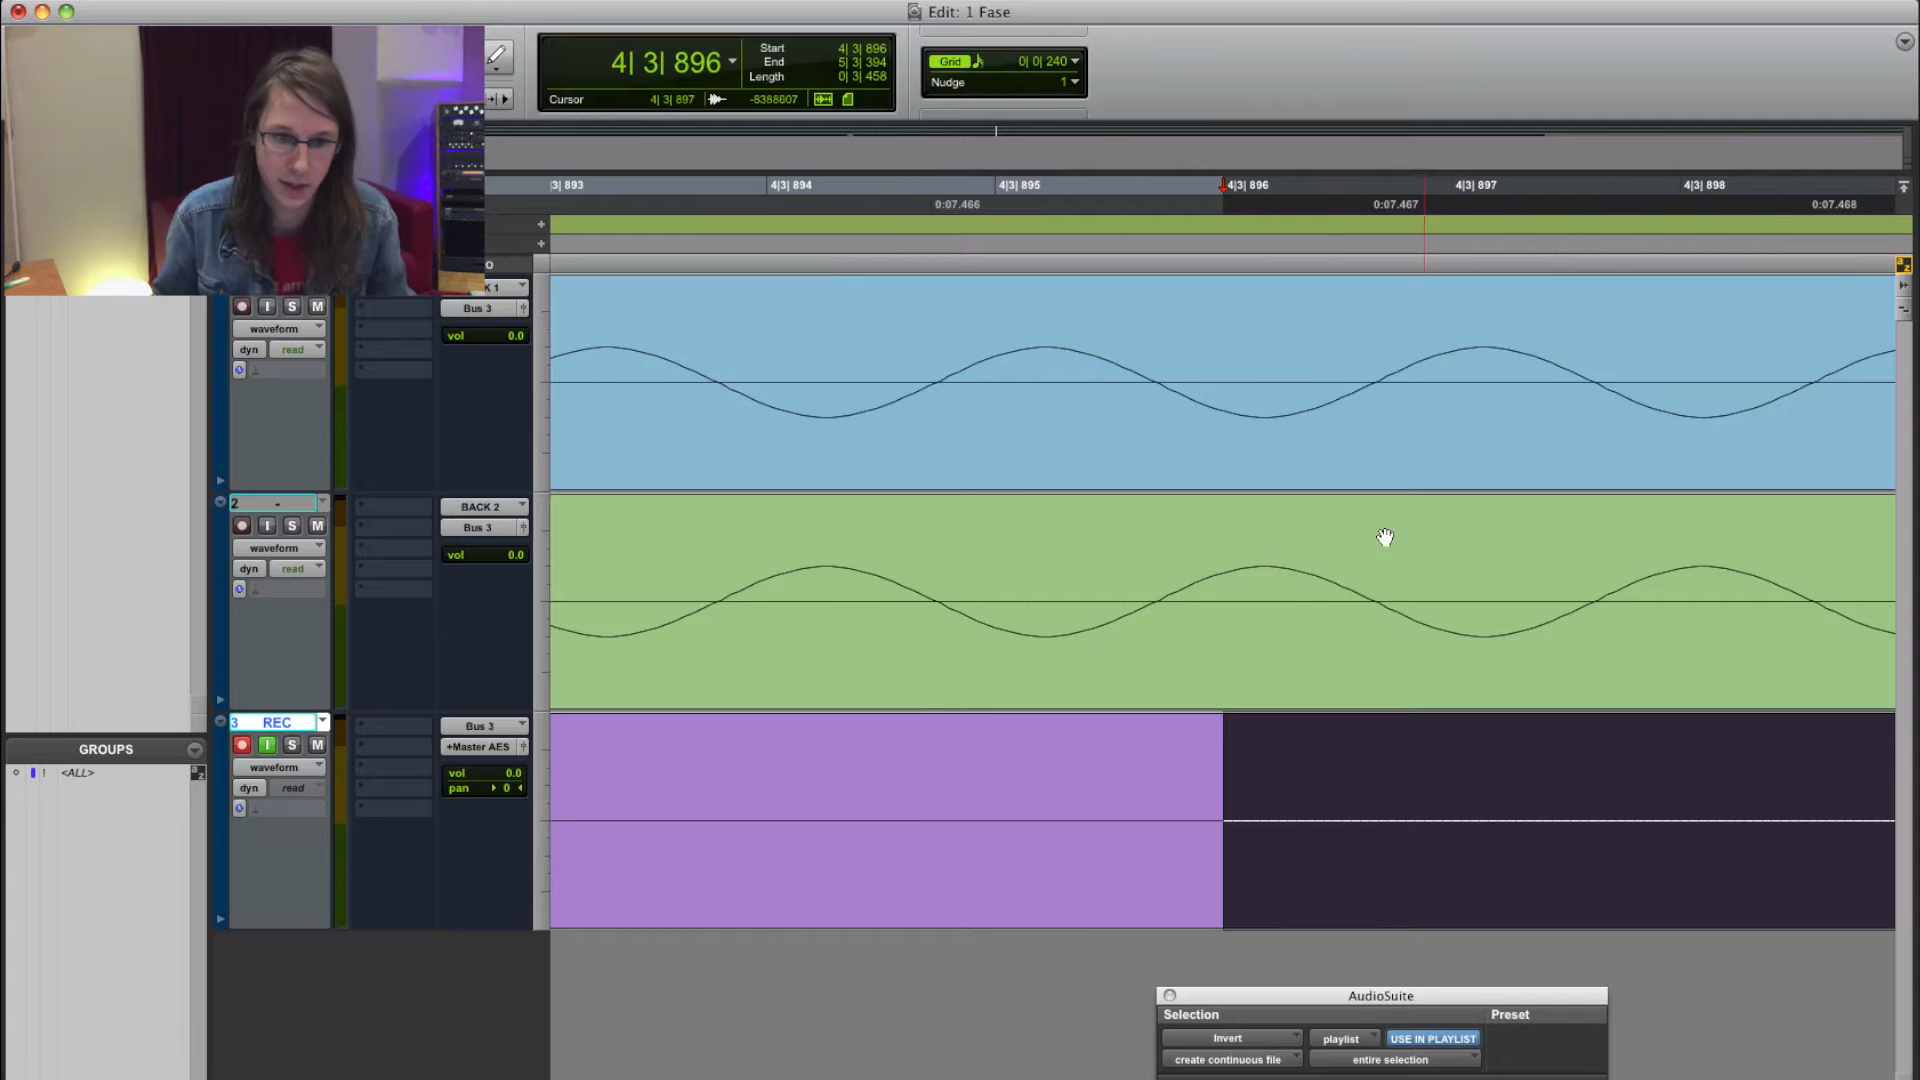 Edit: 1 Fase
4| 3| 896
Start 4| 3| 896
End 5| 3| 394
Length 0| 3| 458
Cursor 4| 3| 897 -8388607
Grid 0| 0| 240
Nudge 1
3| 893 4|3| 894 4|3| 895 4|3| 896 4|3| 897 4|3| 898
0:07.466 0:07.467 0:07.468
O
K 1
I S M
Bus 3
waveform
vol 0.0
dyn read
2 -
BACK 2
I S M
Bus 3
waveform
vol 0.0
dyn read
3 REC
Bus 3
I S M
+Master AES
waveform
vol 0.0
dyn read
pan 0
GROUPS
! <ALL>
a z
AudioSuite
Selection Preset
Invert playlist USE IN PLAYLIST
create continuous file entire selection